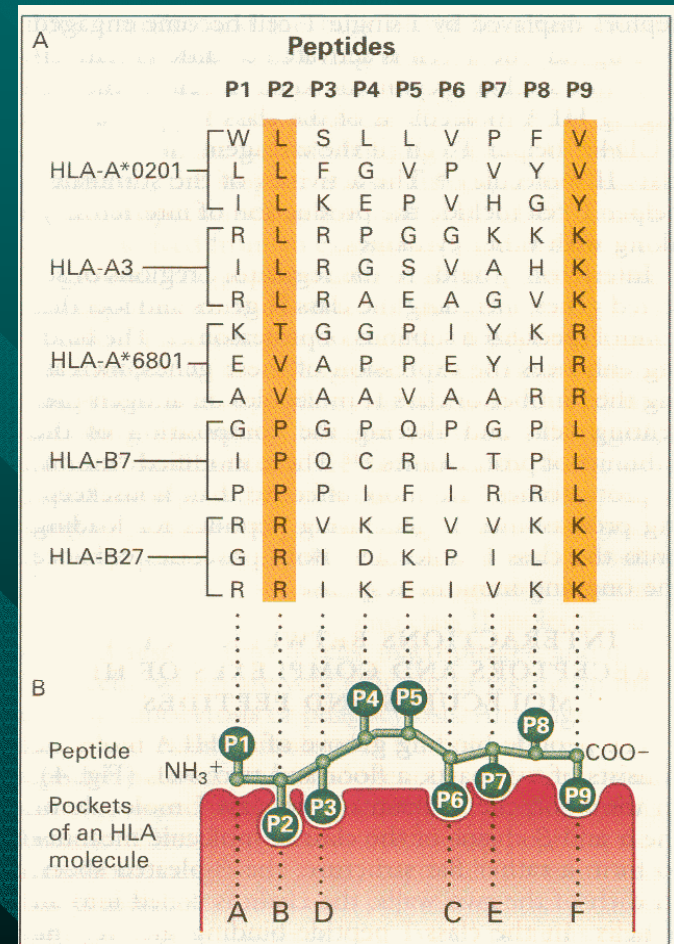 A
Peptides
P1 P2 P3 P4 P5 P6 P7 P8 P9
W L S L L V P F V
HLA-A*0201 L L F G V P V Y V
I L K E P V H G Y
R L R P G G K K K
HLA-A3 I L R G S V A H K
R L R A E A G V K
K T G G P I Y K R
HLA-A*6801 E V A P P E Y H R
A V A A V A A R R
G P G P Q P G P L
HLA-B7 I P Q C R L T P L
P P P I F I R R L
R R V K E V V K K
HLA-B27 G R I D K P I L K
R R I K E I V K K
B
P4 P5
P1 P8
Peptide NH3+ COO−
P2 P3 P6 P7 P9
Pockets
of an HLA
molecule
A B D C E F